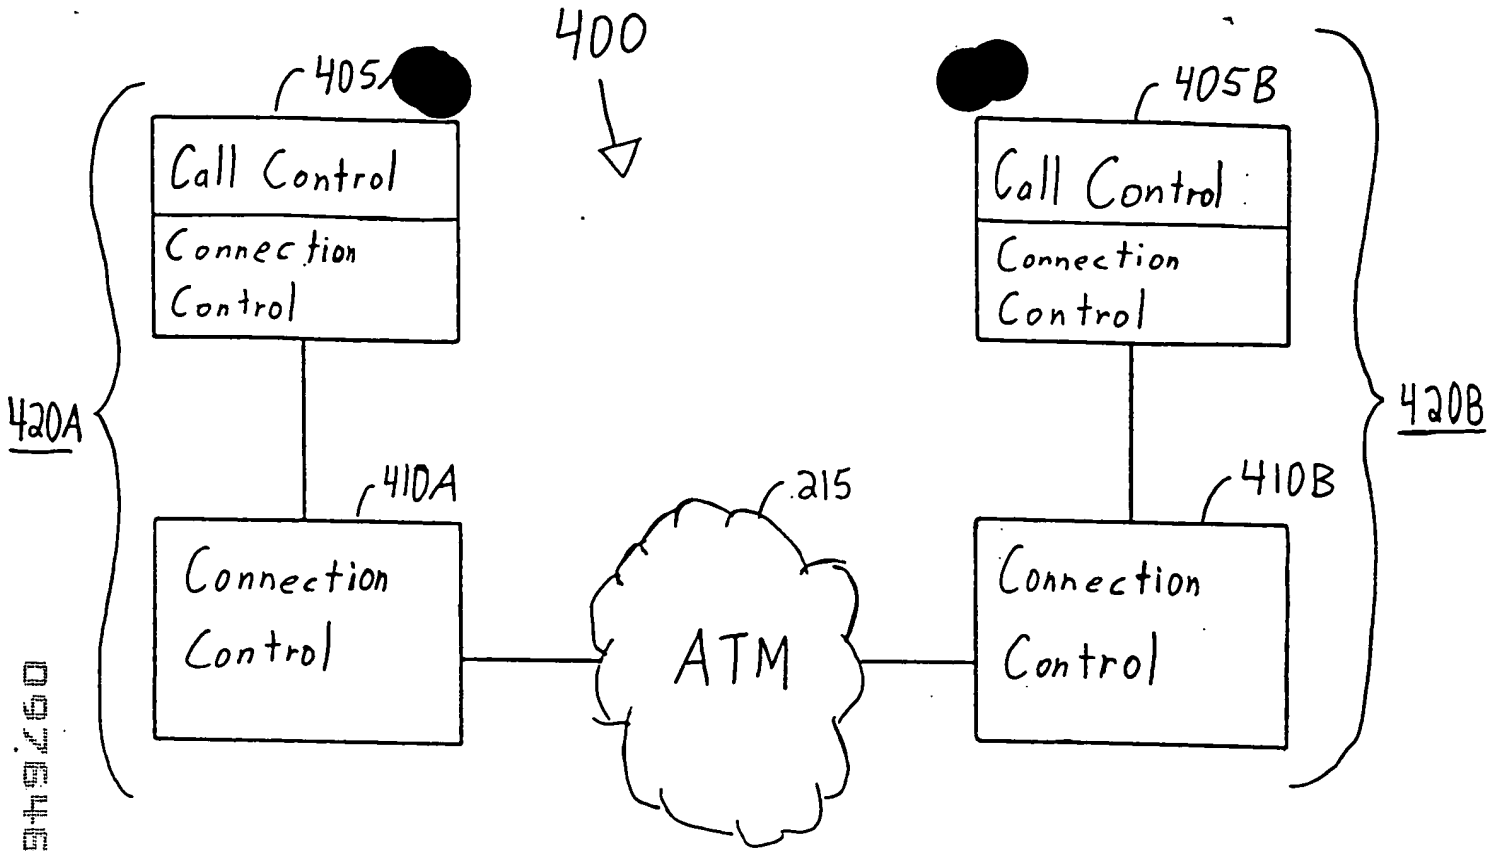 400
405A
405B
Call Control
Connection
Control
Call Control
Connection
Control
420A
420B
410A
215
410B
Connection
Control
ATM
Connection
Control